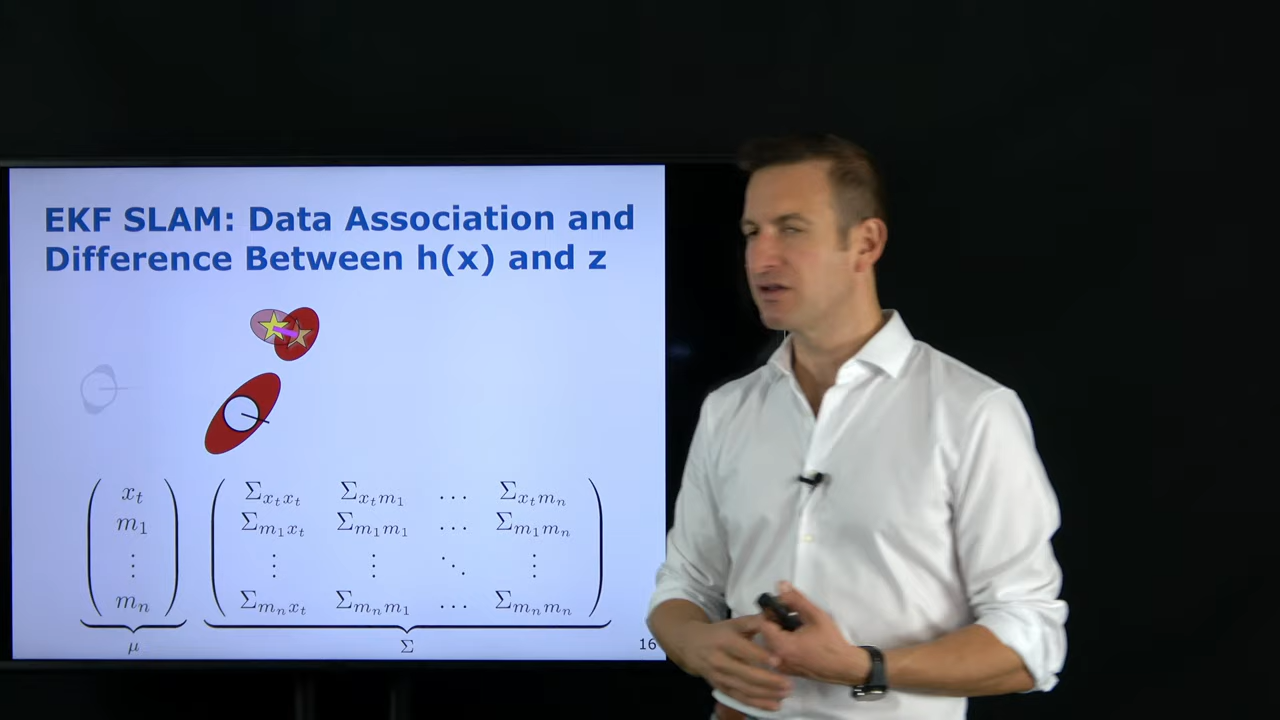 EKF SLAM: Data Association and
Difference Between h(x) and z
x_t Σ_{x_t x_t} Σ_{x_t m_1} … Σ_{x_t m_n}
m_1 Σ_{m_1 x_t} Σ_{m_1 m_1} … Σ_{m_1 m_n}
⋮ ⋮ ⋮ ⋱ ⋮
m_n Σ_{m_n x_t} Σ_{m_n m_1} … Σ_{m_n m_n}
μ Σ
16